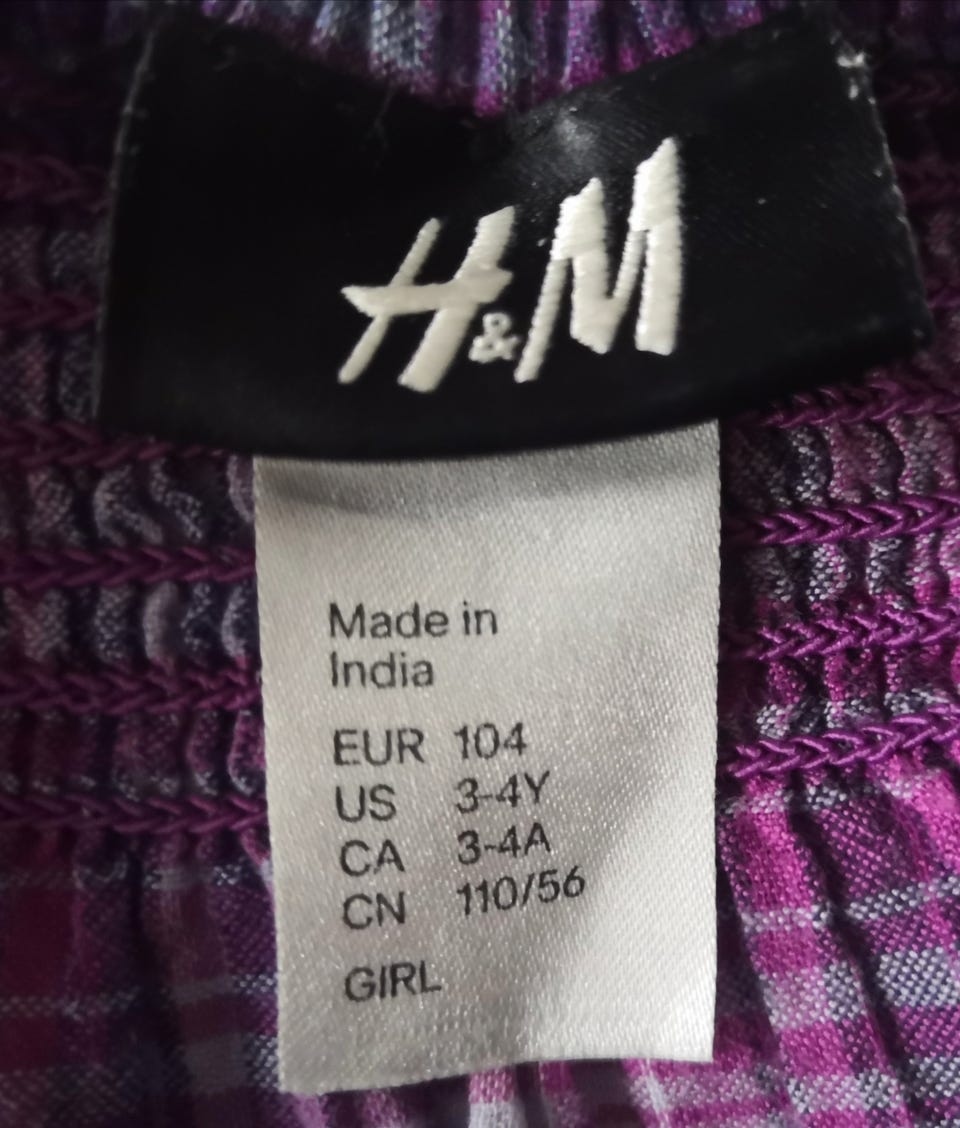 H&M
Made in
India
EUR 104
US 3-4Y
CA 3-4A
CN 110/56
GIRL